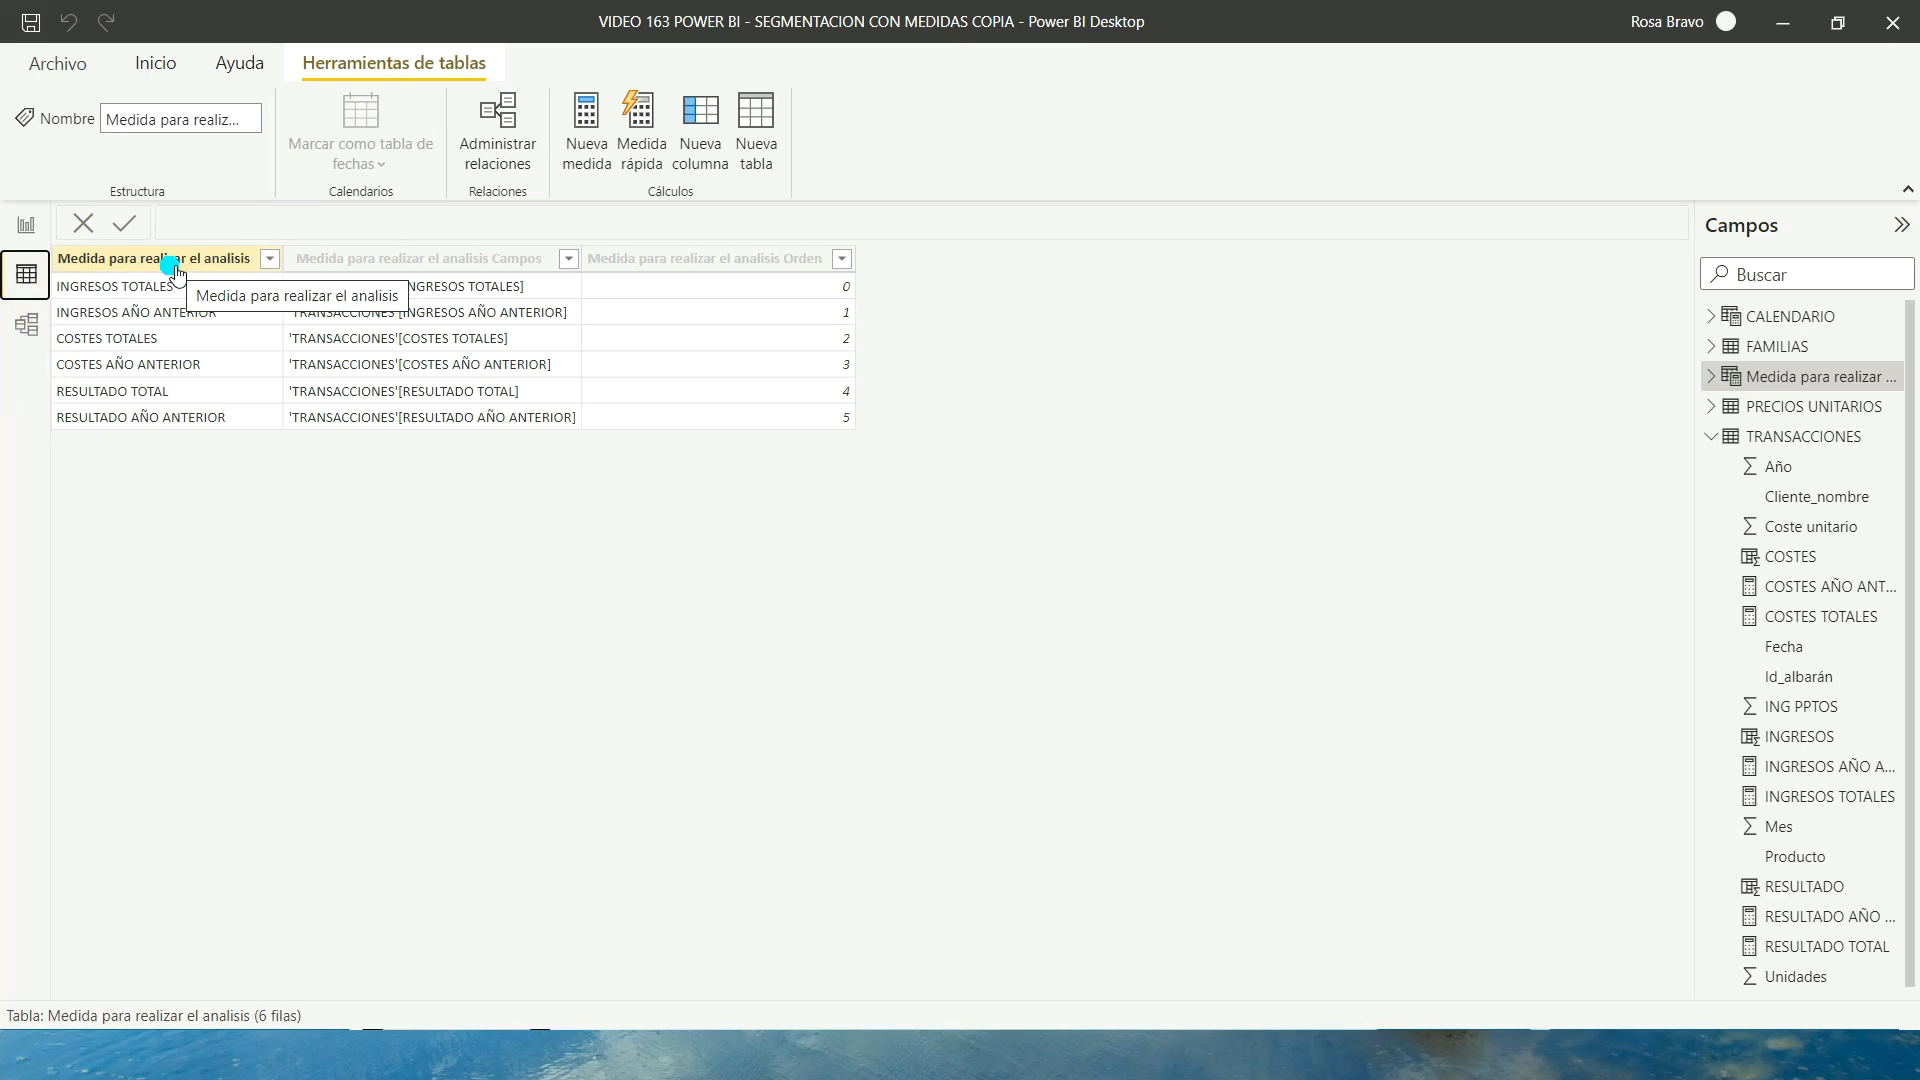 VIDEO 163 POWER BI - SEGMENTACION CON MEDIDAS COPIA - Power BI Desktop
Rosa Bravo
Archivo
Inicio
Ayuda
Herramientas de tablas
Nombre
Medida para realiz...
Marcar como tabla de
fechas
Administrar
relaciones
Nueva
medida
Medida
rápida
Nueva
columna
Nueva
tabla
Estructura
Calendarios
Relaciones
Cálculos
Medida para realizar el analisis
Medida para realizar el analisis Campos
Medida para realizar el analisis Orden
INGRESOS TOTALES
NGRESOS TOTALES]
0
Medida para realizar el analisis
INGRESOS AÑO ANTERIOR
'TRANSACCIONES'[INGRESOS AÑO ANTERIOR]
1
COSTES TOTALES
'TRANSACCIONES'[COSTES TOTALES]
2
COSTES AÑO ANTERIOR
'TRANSACCIONES'[COSTES AÑO ANTERIOR]
3
RESULTADO TOTAL
'TRANSACCIONES'[RESULTADO TOTAL]
4
RESULTADO AÑO ANTERIOR
'TRANSACCIONES'[RESULTADO AÑO ANTERIOR]
5
Campos
Buscar
CALENDARIO
FAMILIAS
Medida para realizar ...
PRECIOS UNITARIOS
TRANSACCIONES
Año
Cliente_nombre
Coste unitario
COSTES
COSTES AÑO ANT...
COSTES TOTALES
Fecha
Id_albarán
ING PPTOS
INGRESOS
INGRESOS AÑO A...
INGRESOS TOTALES
Mes
Producto
RESULTADO
RESULTADO AÑO ...
RESULTADO TOTAL
Unidades
Tabla: Medida para realizar el analisis (6 filas)